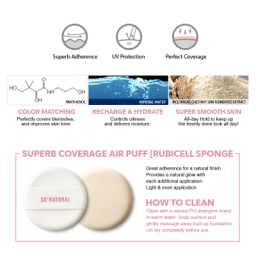 Superb Adherence UV Protection Perfect Coverage
HO OH O N H OH
PANTHENOL MINERAL WATER RICE, WHEAT, CHESTNUT SKIN FERMENTED EXTRACT
COLOR MATCHING RECHARGE & HYDRATE SUPER SMOOTH SKIN
Perfectly covers blemishes, Controls oiliness All-day Hold to keep up
and improves skin tone and delivers moisture the freshly done look all day!
SUPERB COVERAGE AIR PUFF [RUBICELL SPONGE
Great adherence for a natural finish
Provides a natural glow with
each additional application
Light & even application
NATURAL
HOW TO CLEAN
Clean with a neutral PH detergent mixed
in warm water. Soak cushion and
gently massage away built up foundation
Let dry completely before use.